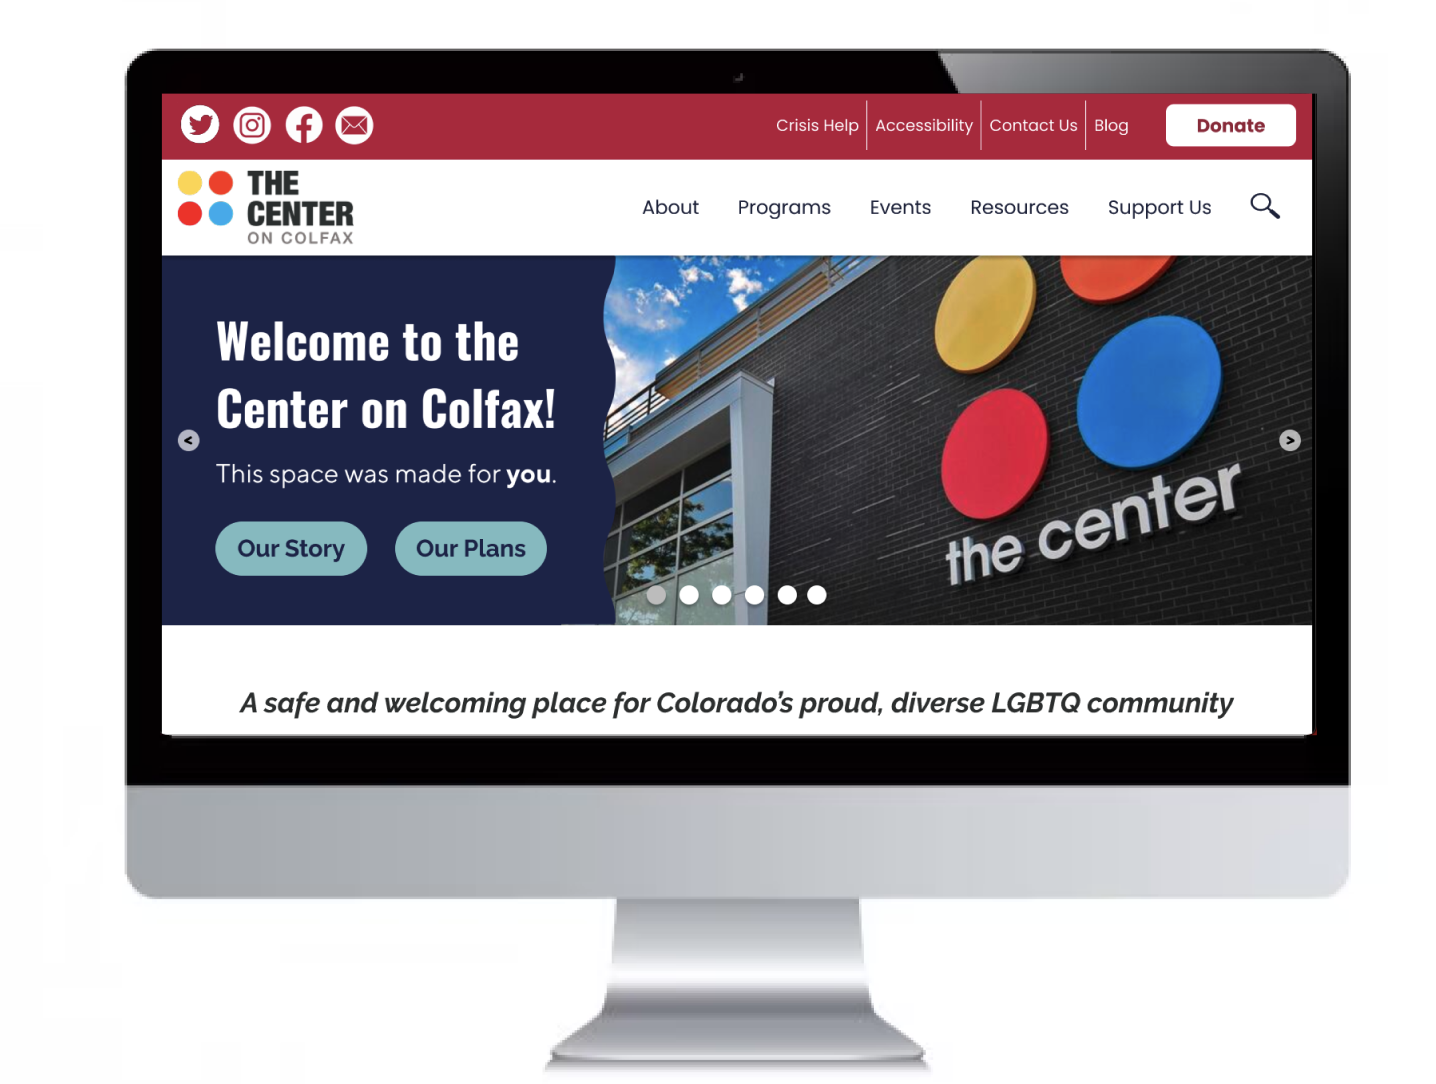 Crisis Help
Accessibility
Contact Us
Blog
Donate
THE
CENTER
ON COLFAX
About
Programs
Events
Resources
Support Us
Welcome to the
Center on Colfax!
This space was made for you.
Our Story
Our Plans
the center
A safe and welcoming place for Colorado's proud, diverse LGBTQ community